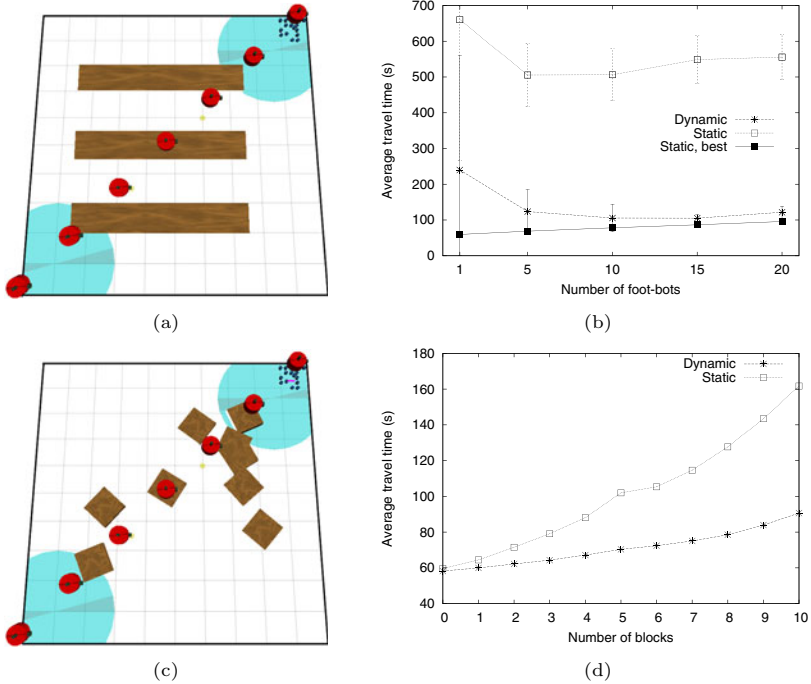 700
600
500
400
300
200
100
0
Average travel time (s)
Dynamic
Static
Static, best
1 5 10 15 20
Number of foot-bots
(a) (b)
180
160
140
120
100
80
60
40
Average travel time (s)
Dynamic
Static
0 1 2 3 4 5 6 7 8 9 10
Number of blocks
(c) (d)